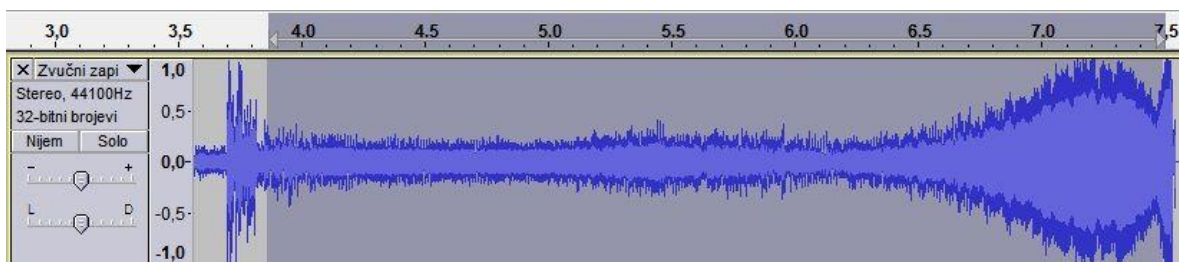 3,0 3,5 4.0 4.5 5.0 5.5 6.0 6.5 7.0 7,5
X Zvučni zapi ▼ 1,0
Stereo, 44100Hz
32-bitni brojevi
0,5-
Nijem Solo
- + 0,0-
L D -0,5-
-1,0